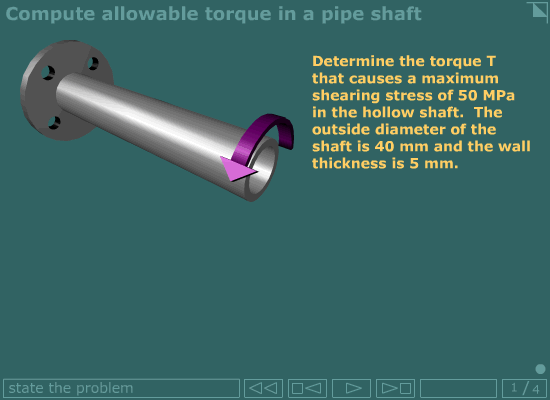 Compute allowable torque in a pipe shaft
Determine the torque T
that causes a maximum
shearing stress of 50 MPa
in the hollow shaft.  The
outside diameter of the
shaft is 40 mm and the wall
thickness is 5 mm.
state the problem
1 / 4